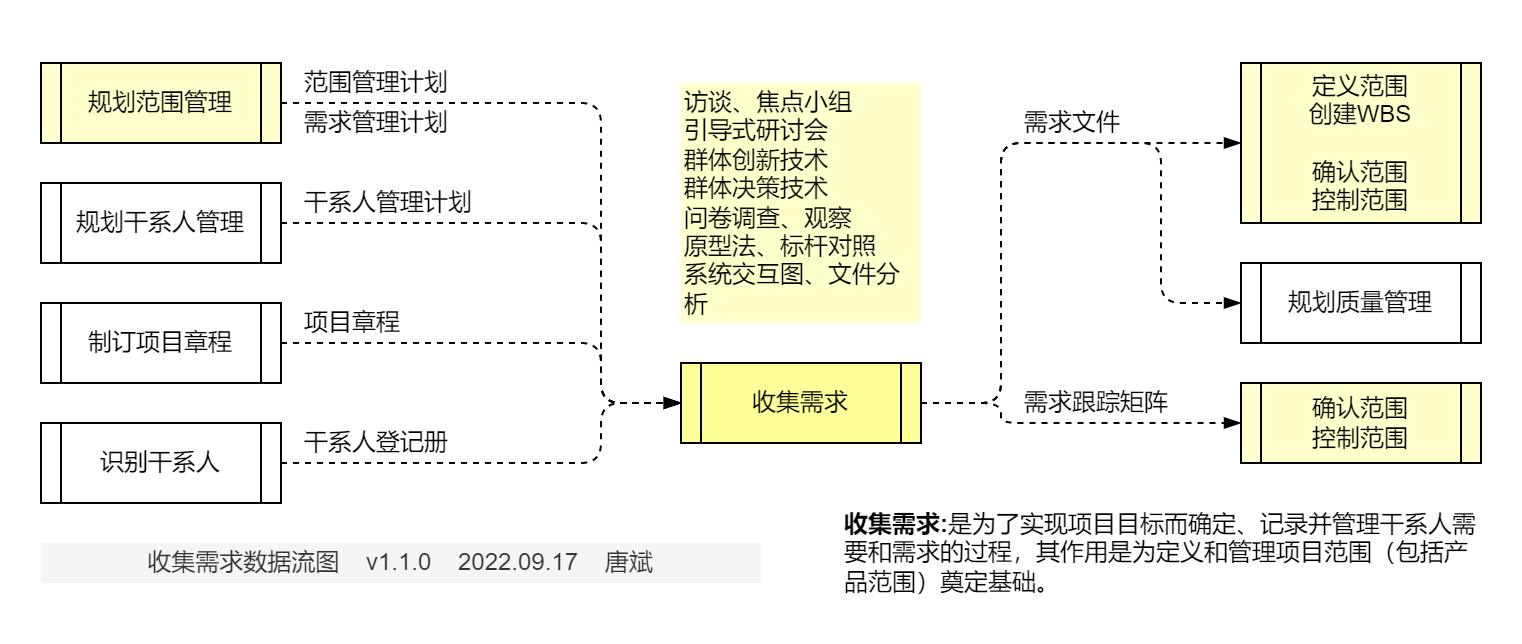 规划范围管理
范围管理计划
需求管理计划
规划干系人管理
干系人管理计划
制订项目章程
项目章程
识别干系人
干系人登记册
访谈、焦点小组
引导式研讨会
群体创新技术
群体决策技术
问卷调查、观察
原型法、标杆对照
系统交互图、文件分
析
收集需求
需求文件
需求跟踪矩阵
定义范围
创建WBS
确认范围
控制范围
规划质量管理
确认范围
控制范围
收集需求数据流图 v1.1.0 2022.09.17 唐斌
收集需求:是为了实现项目目标而确定、记录并管理干系人需
要和需求的过程，其作用是为定义和管理项目范围（包括产
品范围）奠定基础。